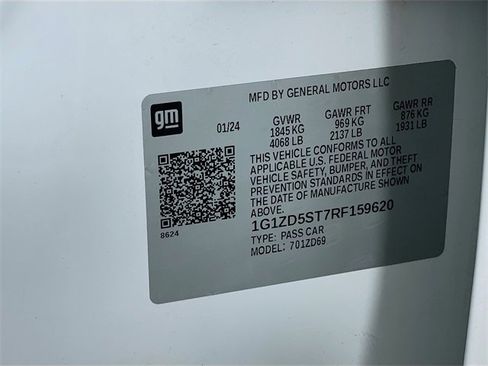 MFD BY GENERAL MOTORS LLC
gm
01/24
GVWR
1845 KG
4068 LB
GAWR FRT
969 KG
2137 LB
GAWR RR
876 KG
1931 LB
THIS VEHICLE CONFORMS TO ALL
APPLICABLE U.S. FEDERAL MOTOR
VEHICLE SAFETY, BUMPER, AND THEFT
PREVENTION STANDARDS IN EFFECT ON
THE DATE OF MANUFACTURE SHOWN
ABOVE.
1G1ZD5ST7RF159620
TYPE: PASS CAR
MODEL: 701ZD69
8624